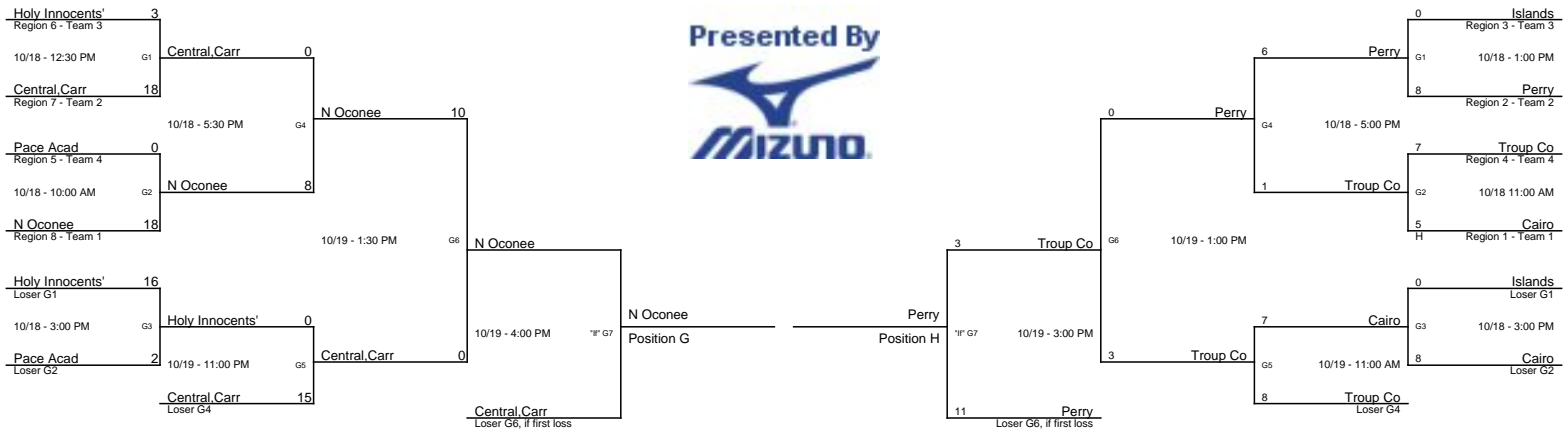 Holy Innocents' 3
Region 6 - Team 3
10/18 - 12:30 PM G1
Central,Carr 18
Region 7 - Team 2
Pace Acad 0
Region 5 - Team 4
10/18 - 10:00 AM G2
N Oconee 18
Region 8 - Team 1
Holy Innocents' 16
Loser G1
10/18 - 3:00 PM G3
Pace Acad 2
Loser G2
Central,Carr 0
10/18 - 5:30 PM G4
N Oconee 8
Holy Innocents' 0
10/19 - 11:00 PM G5
Central,Carr 15
Loser G4
N Oconee 10
10/19 - 1:30 PM G6
Central,Carr 0
N Oconee
10/19 - 4:00 PM "If" G7
Central,Carr
Loser G6, if first loss
N Oconee
Position G
Presented By
MIZUNO
Perry
Position H
3 Troup Co
"If" G7 10/19 - 3:00 PM
11 Perry
Loser G6, if first loss
0 Perry
G6 10/19 - 1:00 PM
3 Troup Co
6 Perry
G4 10/18 - 5:00 PM
1 Troup Co
7 Cairo
G5 10/19 - 11:00 AM
8 Troup Co
Loser G4
0 Islands
Region 3 - Team 3
G1 10/18 - 1:00 PM
8 Perry
Region 2 - Team 2
7 Troup Co
Region 4 - Team 4
G2 10/18 11:00 AM
5 Cairo
H Region 1 - Team 1
0 Islands
Loser G1
G3 10/18 - 3:00 PM
8 Cairo
Loser G2